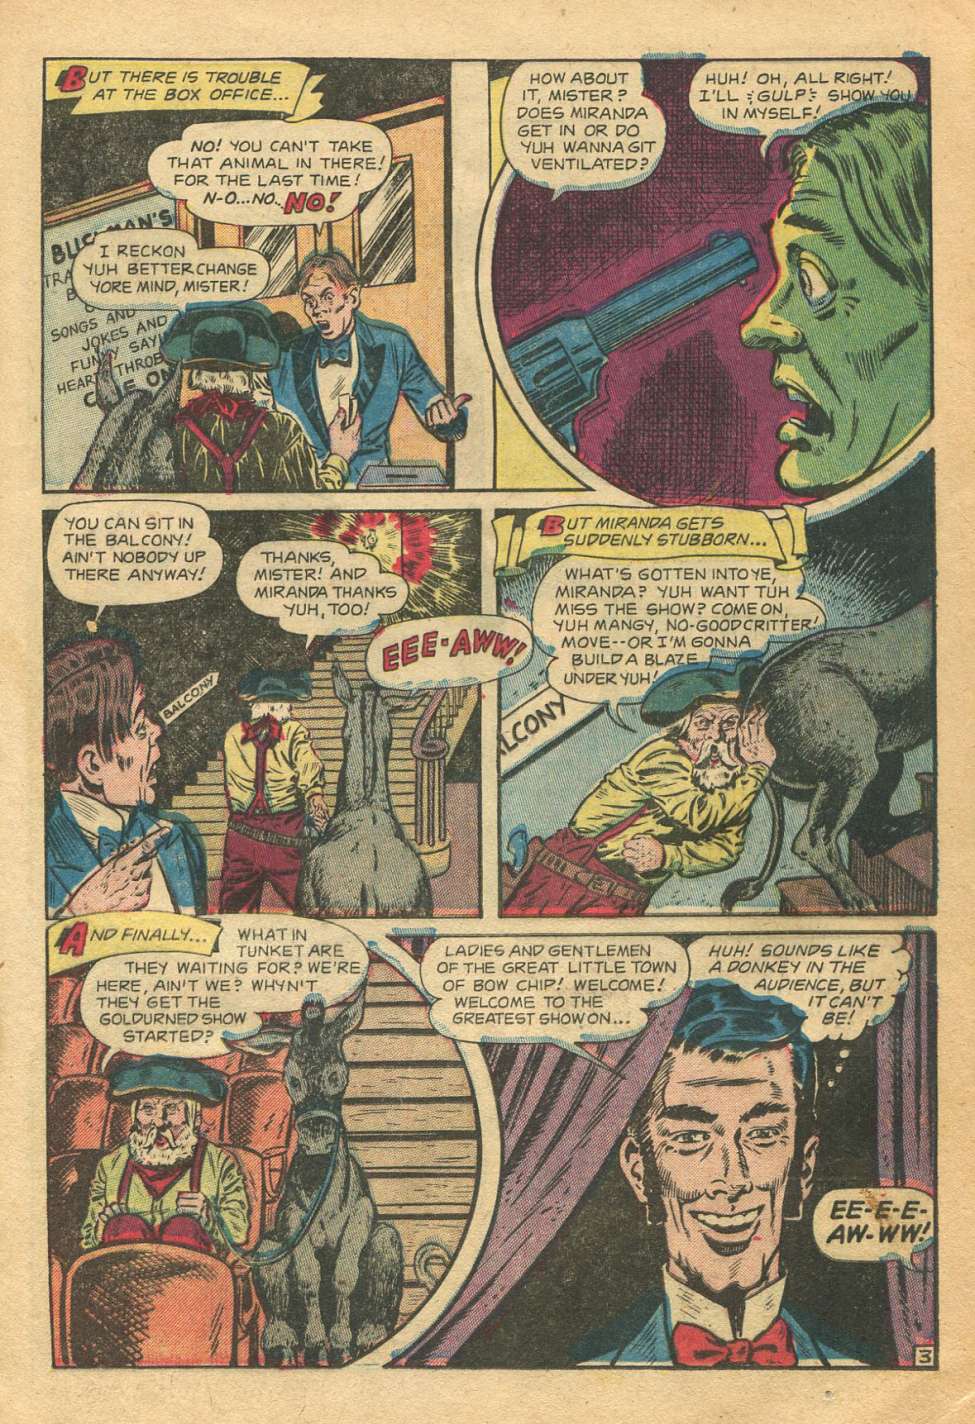 BUT THERE IS TROUBLE
AT THE BOX OFFICE...
NO! YOU CAN'T TAKE
THAT ANIMAL IN THERE!
FOR THE LAST TIME!
N-O...NO...NO!
I RECKON
YUH BETTER CHANGE
YORE MIND, MISTER!
SONGS AND
JOKES AND
HOW ABOUT
IT, MISTER?
DOES MIRANDA
GET IN OR DO
YUH WANNA GIT
VENTILATED?
HUH! OH, ALL RIGHT!
I'LL GULP! SHOW YOU
IN MYSELF!
YOU CAN SIT IN
THE BALCONY!
AIN'T NOBODY UP
THERE ANYWAY!
THANKS,
MISTER! AND
MIRANDA THANKS
YUH, TOO!
EEE-AWW!
BALCONY
BUT MIRANDA GETS
SUDDENLY STUBBORN...
WHAT'S GOTTEN INTO YE,
MIRANDA? YUH WANT TUH
MISS THE SHOW? COME ON,
YUH MANGY, NO-GOOD CRITTER!
MOVE--OR I'M GONNA
BUILD A BLAZE
UNDER YUH!
ALCONY
AND FINALLY...
WHAT IN
TUNKET ARE
THEY WAITING FOR? WE'RE
HERE, AIN'T WE? WHYN'T
THEY GET THE
GOLDURNED SHOW
STARTED?
LADIES AND GENTLEMEN
OF THE GREAT LITTLE TOWN
OF BOW CHIP! WELCOME!
WELCOME TO THE
GREATEST SHOW ON...
HUH! SOUNDS LIKE
A DONKEY IN THE
AUDIENCE, BUT
IT CAN'T
BE!
EE-E-E-
AW-WW!
3